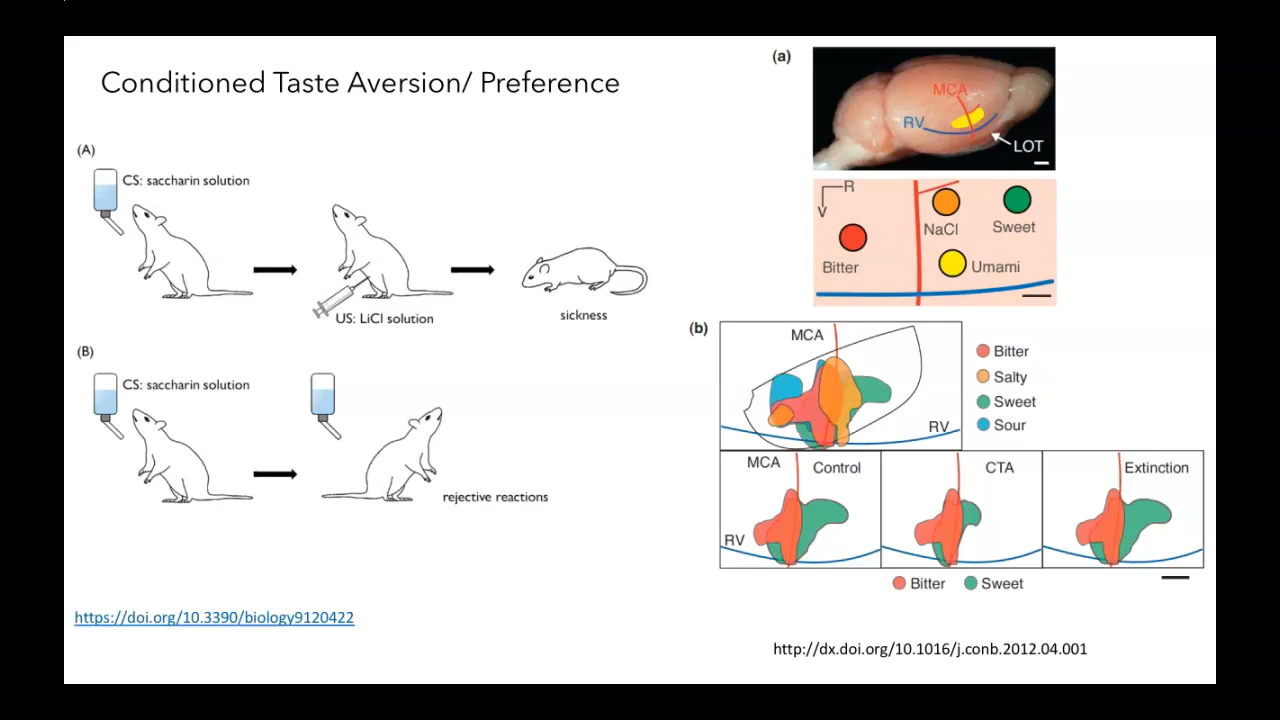 Conditioned Taste Aversion/ Preference
(A)
CS: saccharin solution
US: LiCl solution
sickness
(B)
CS: saccharin solution
rejective reactions
https://doi.org/10.3390/biology9120422
(a)
MCA
RV
LOT
R
V
NaCl
Sweet
Bitter
Umami
(b)
MCA
RV
Bitter
Salty
Sweet
Sour
MCA
Control
RV
CTA
Extinction
Bitter
Sweet
http://dx.doi.org/10.1016/j.conb.2012.04.001